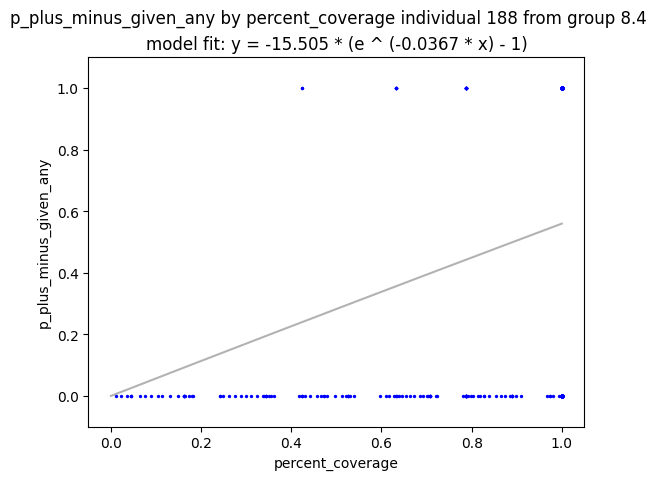 p_plus_minus_given_any by percent_coverage individual 188 from group 8.4
model fit: y = -15.505 * (e ^ (-0.0367 * x) - 1)
1.0
0.8
0.6
0.4
0.2
0.0
p_plus_minus_given_any
0.0 0.2 0.4 0.6 0.8 1.0
percent_coverage